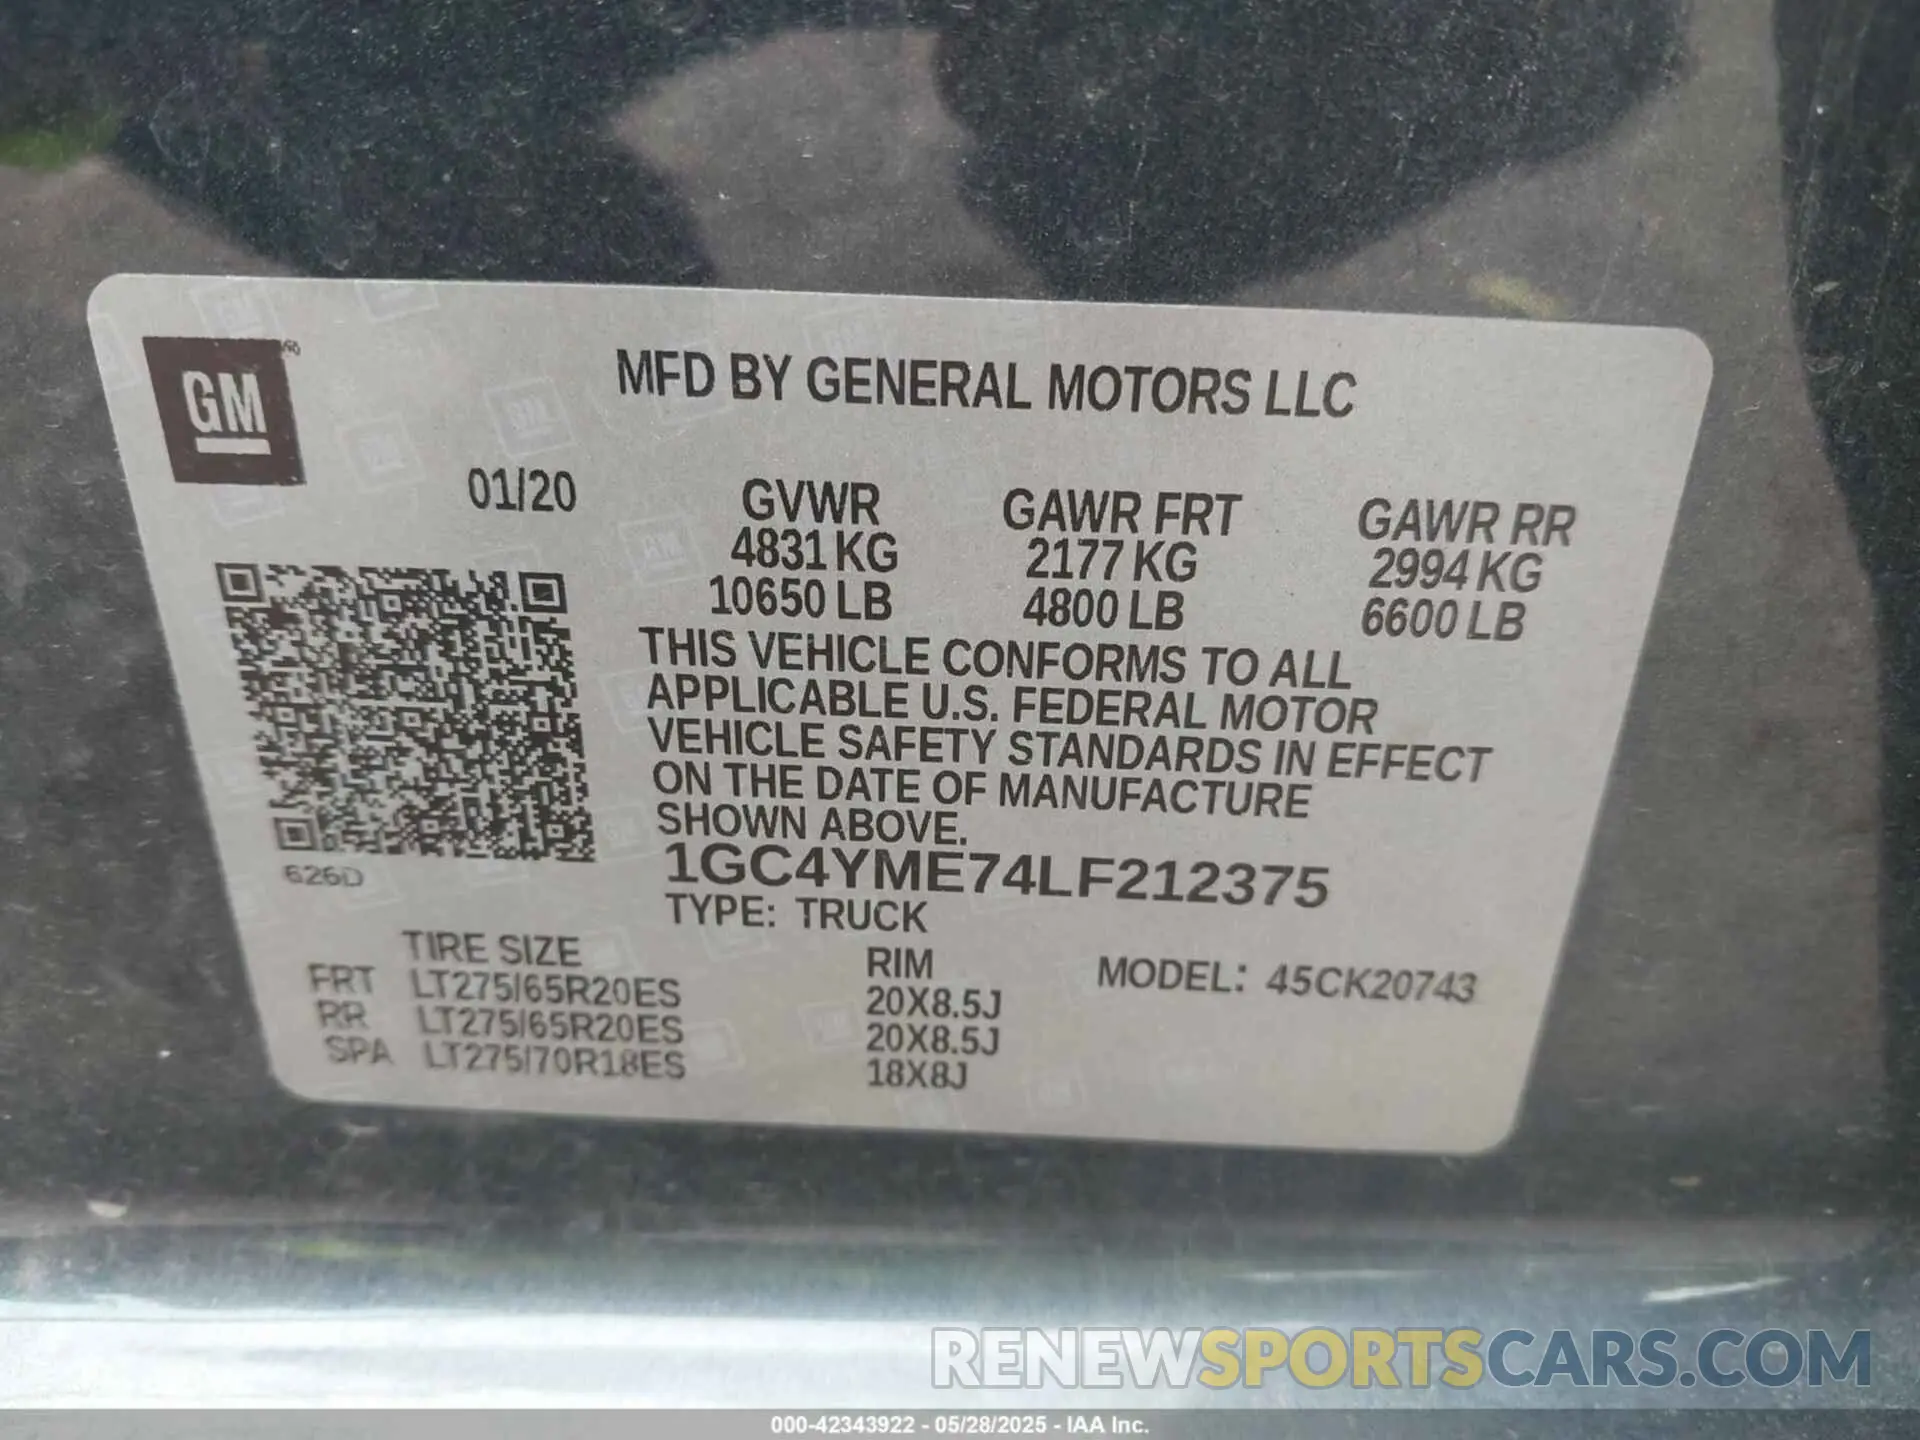 GM
MFD BY GENERAL MOTORS LLC
01/20
GVWR GAWR FRT GAWR RR
4831 KG 2177 KG 2994 KG
10650 LB 4800 LB 6600 LB
THIS VEHICLE CONFORMS TO ALL
APPLICABLE U.S. FEDERAL MOTOR
VEHICLE SAFETY STANDARDS IN EFFECT
ON THE DATE OF MANUFACTURE
SHOWN ABOVE.
626D
1GC4YME74LF212375
TYPE: TRUCK
TIRE SIZE RIM MODEL: 45CK20743
FRT LT275/65R20ES 20X8.5J
RR LT275/65R20ES 20X8.5J
SPA LT275/70R18ES 18X8J
RENEWSPORTSCARS.COM
000-42343922 - 05/28/2025 - IAA Inc.